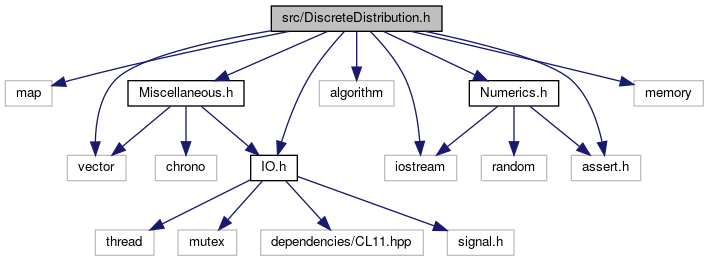 src/DiscreteDistribution.h
map
Miscellaneous.h
algorithm
Numerics.h
memory
vector
chrono
IO.h
iostream
random
assert.h
thread
mutex
dependencies/CL11.hpp
signal.h